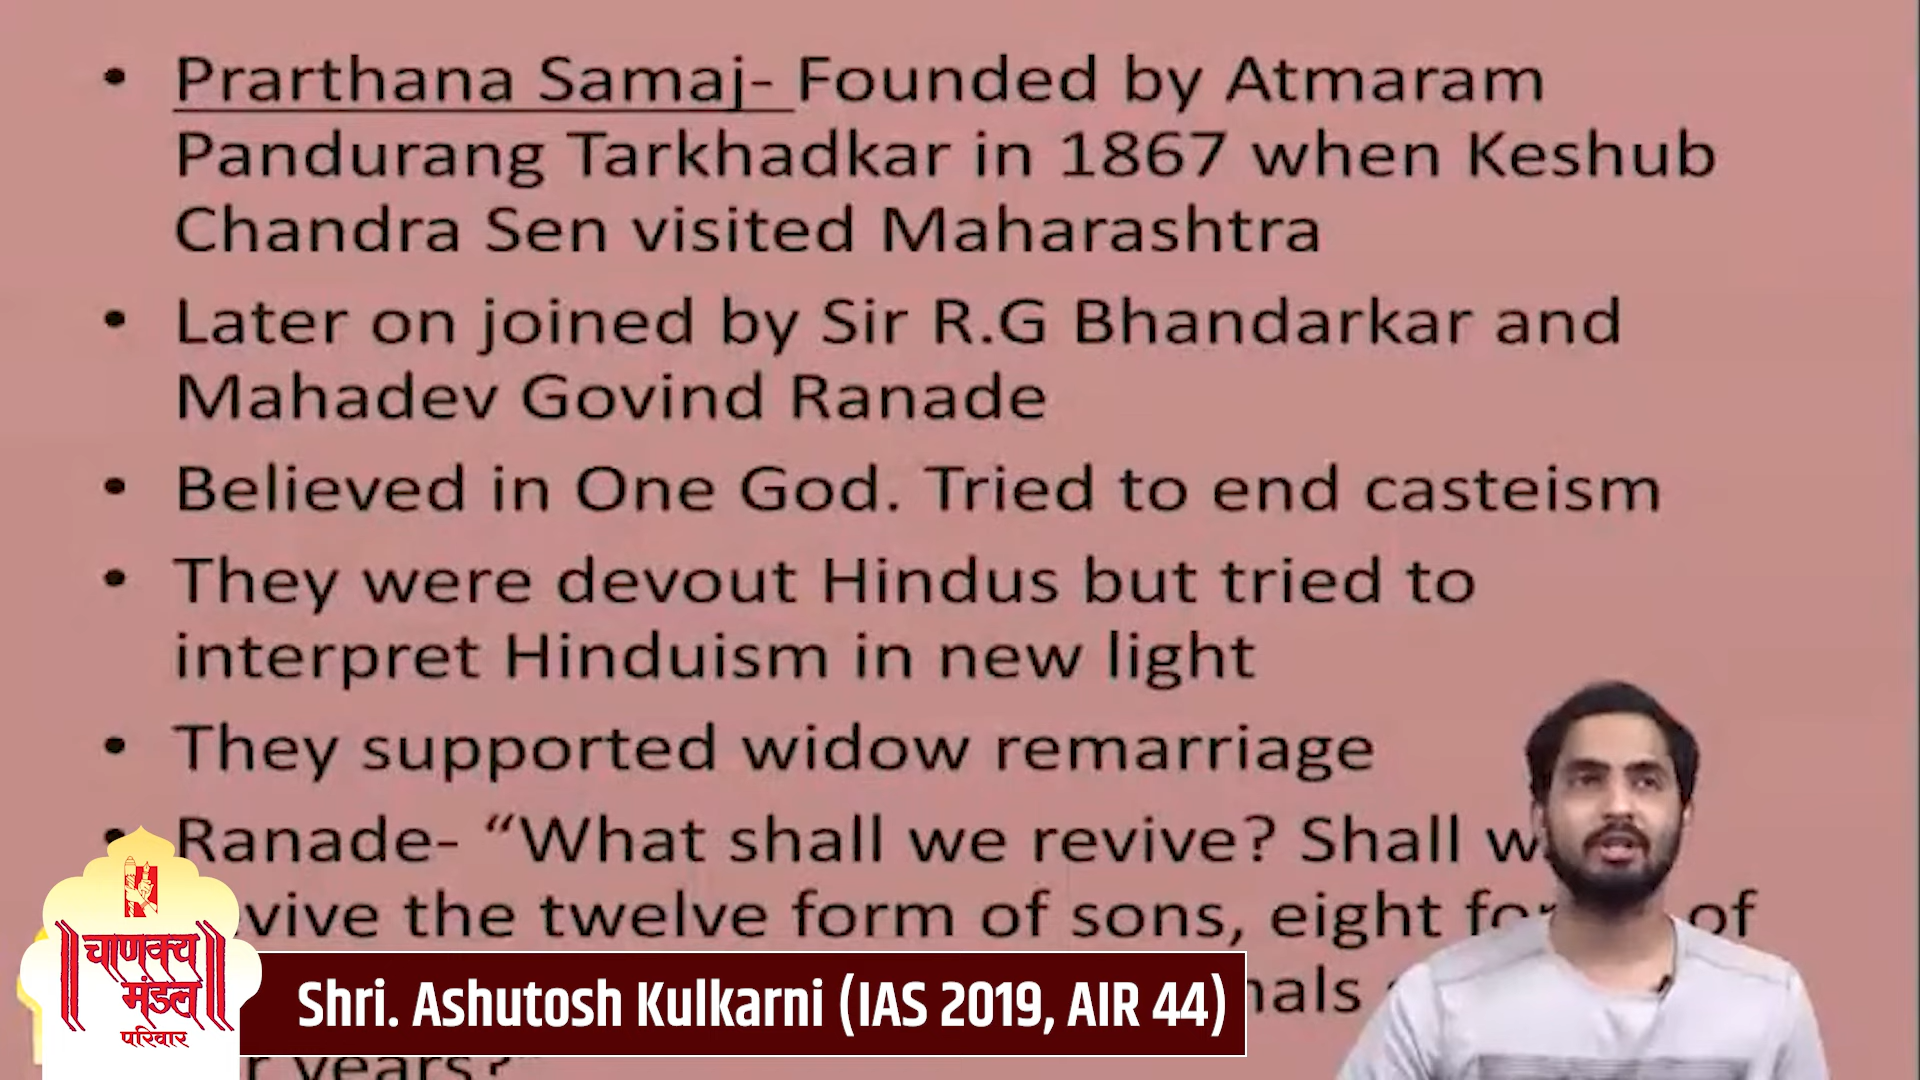 • Prarthana Samaj- Founded by Atmaram
Pandurang Tarkhadkar in 1867 when Keshub
Chandra Sen visited Maharashtra
• Later on joined by Sir R.G Bhandarkar and
Mahadev Govind Ranade
• Believed in One God. Tried to end casteism
• They were devout Hindus but tried to
interpret Hinduism in new light
• They supported widow remarriage
• Ranade- “What shall we revive? Shall
the twelve form of sons, eight of
years?”
चाणक्य
मंडल
परिवार
Shri. Ashutosh Kulkarni (IAS 2019, AIR 44)